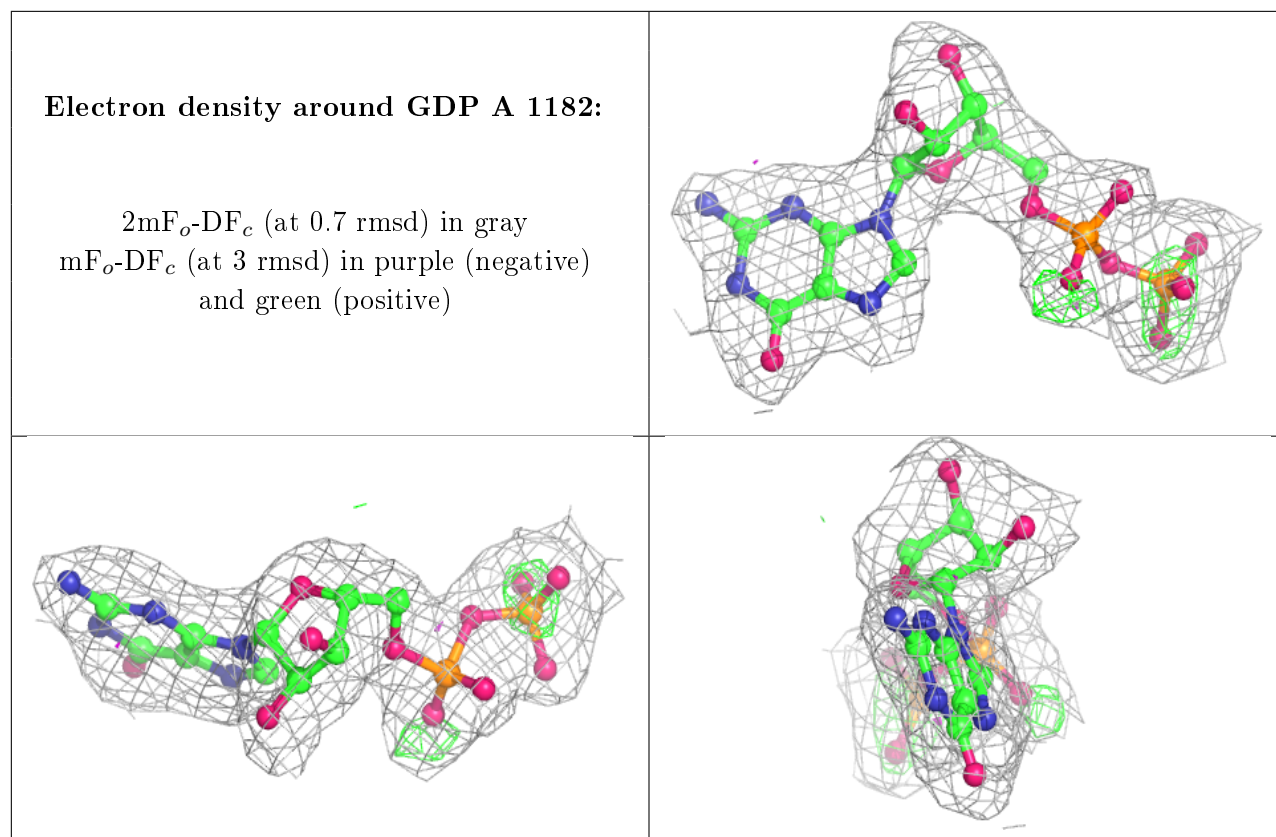 Electron density around GDP A 1182:
2mFo-DFc (at 0.7 rmsd) in gray
mFo-DFc (at 3 rmsd) in purple (negative)
and green (positive)